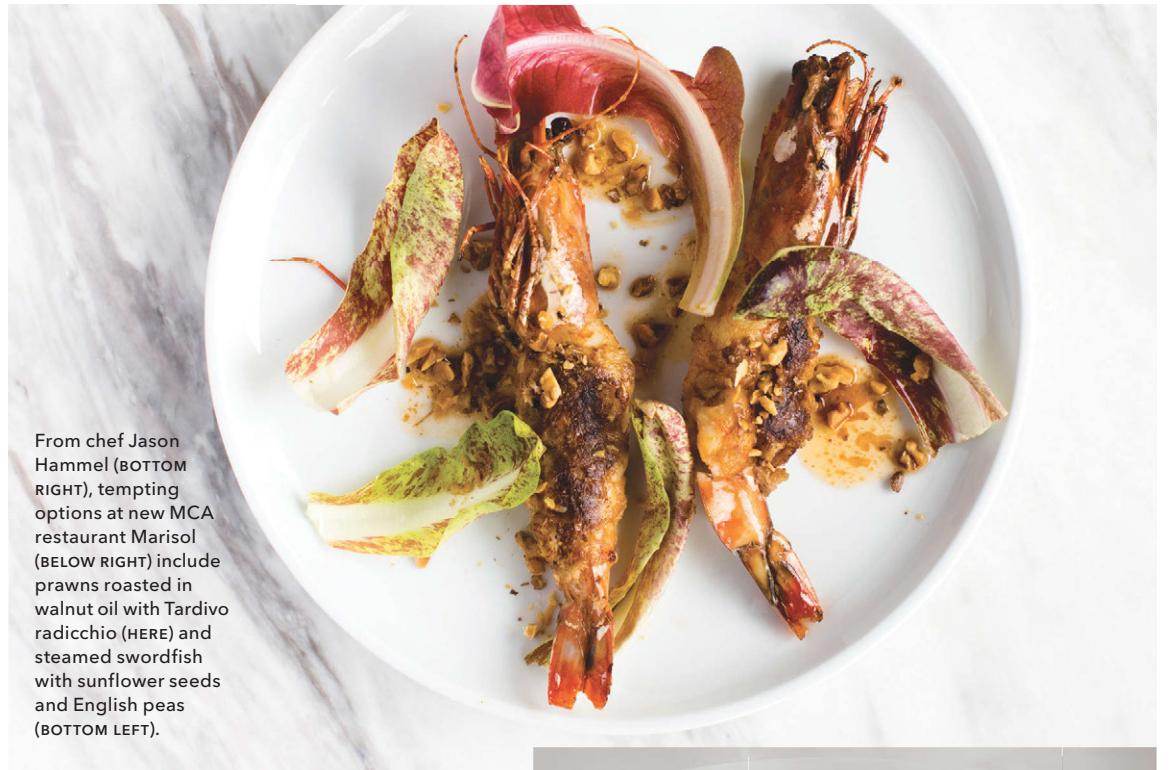 From chef Jason
Hammel (BOTTOM
RIGHT), tempting
options at new MCA
restaurant Marisol
(BELOW RIGHT) include
prawns roasted in
walnut oil with Tardivo
radicchio (HERE) and
steamed swordfish
with sunflower seeds
and English peas
(BOTTOM LEFT).